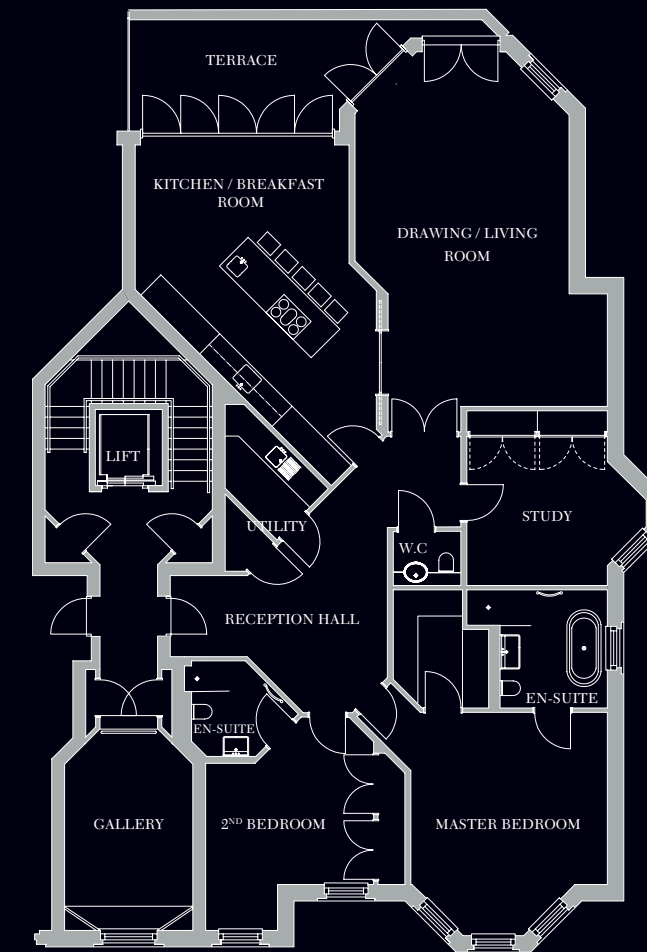 TERRACE
KITCHEN / BREAKFAST
ROOM
DRAWING / LIVING
ROOM
LIFT
STUDY
UTILITY
W.C
RECEPTION HALL
EN-SUITE
EN-SUITE
GALLERY
2ND BEDROOM
MASTER BEDROOM